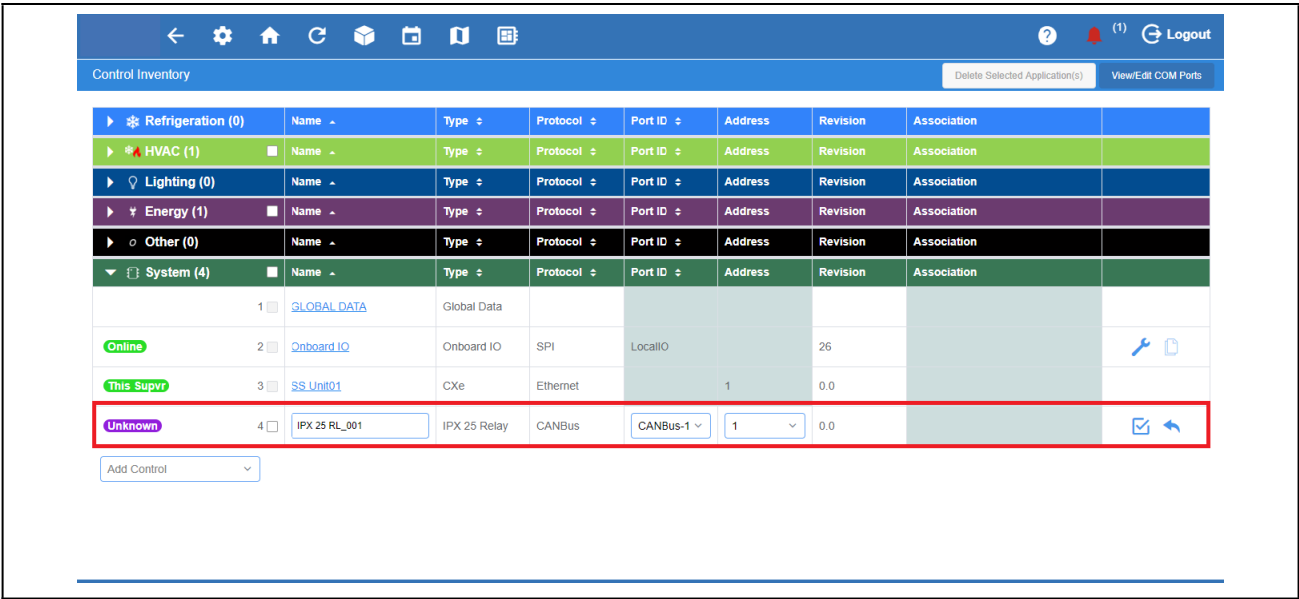 (1) Logout
Control Inventory Delete Selected Application(s) View/Edit COM Ports
Refrigeration (0) Name Type Protocol Port ID Address Revision Association
HVAC (1) Name Type Protocol Port ID Address Revision Association
Lighting (0) Name Type Protocol Port ID Address Revision Association
Energy (1) Name Type Protocol Port ID Address Revision Association
Other (0) Name Type Protocol Port ID Address Revision Association
System (4) Name Type Protocol Port ID Address Revision Association
1 GLOBAL DATA Global Data
Online 2 Onboard IO Onboard IO SPI LocalIO 26
This Supvr 3 SS Unit01 CXe Ethernet 1 0.0
Unknown 4 IPX 25 RL_001 IPX 25 Relay CANBus CANBus-1 1 0.0
Add Control